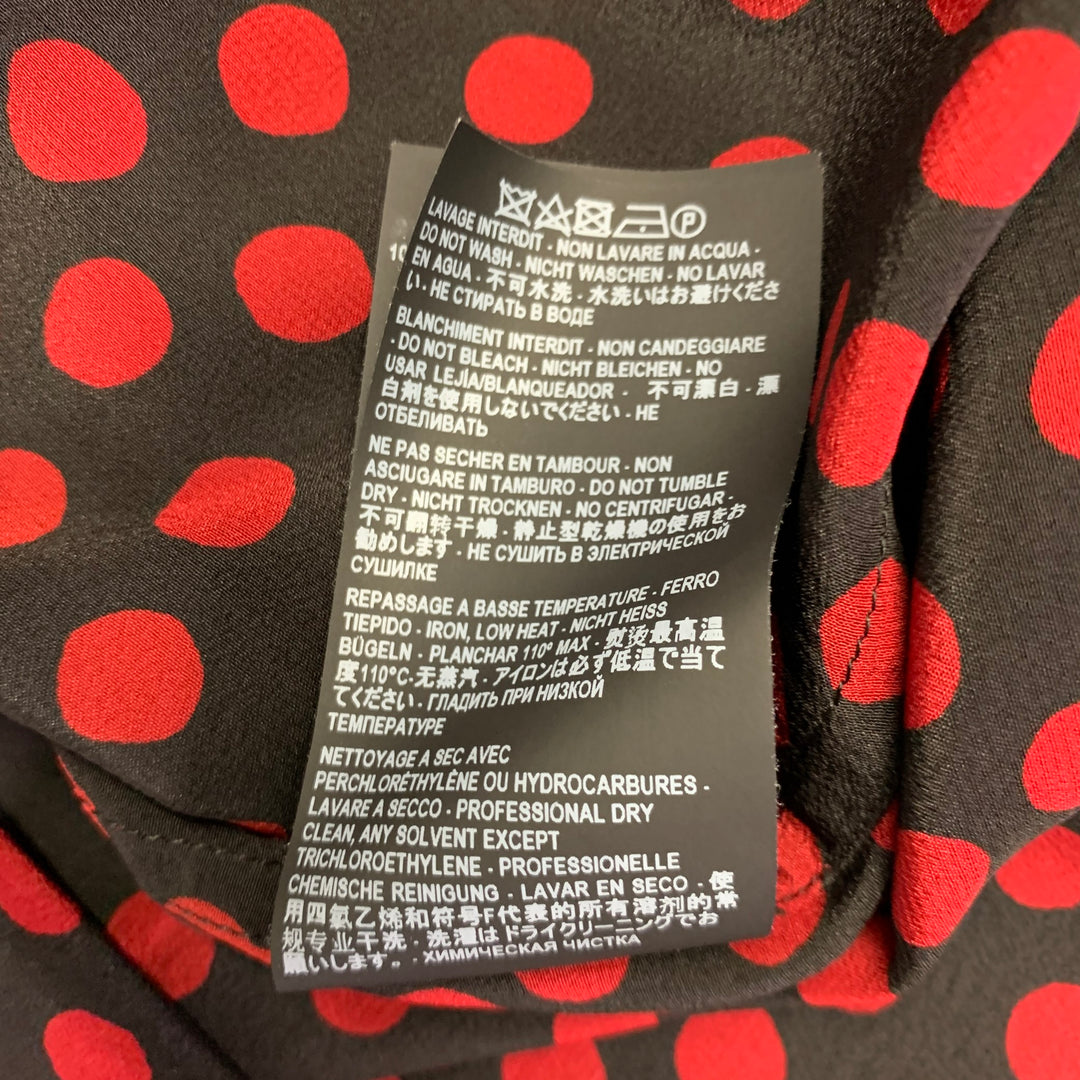 P
10
LAVAGE INTERDIT - NON LAVARE IN ACQUA -
DO NOT WASH - NICHT WASCHEN - NO LAVAR
EN AGUA - 不可水洗 - 水洗いはお避けくださ
い - НЕ СТИРАТЬ В ВОДЕ
BLANCHIMENT INTERDIT - NON CANDEGGIARE
- DO NOT BLEACH - NICHT BLEICHEN - NO
USAR LEJÍA/BLANQUEADOR - 不可漂白 - 漂
白剤を使用しないでください - НЕ
ОТБЕЛИВАТЬ
NE PAS SECHER EN TAMBOUR - NON
ASCIUGARE IN TAMBURO - DO NOT TUMBLE
DRY - NICHT TROCKNEN - NO CENTRIFUGAR -
不可翻转干燥 - 静止型乾燥機の使用をお
勧めします - НЕ СУШИТЬ В ЭЛЕКТРИЧЕСКОЙ
СУШИЛКЕ
REPASSAGE A BASSE TEMPERATURE - FERRO
TIEPIDO - IRON, LOW HEAT - NICHT HEISS
BÜGELN - PLANCHAR 110º MAX - 熨烫最高温
度110°C-无蒸汽 - アイロンは必ず低温で当て
てください - ГЛАДИТЬ ПРИ НИЗКОЙ
ТЕМПЕРАТУРЕ
NETTOYAGE A SEC AVEC
PERCHLORÉTHYLÈNE OU HYDROCARBURES -
LAVARE A SECCO - PROFESSIONAL DRY
CLEAN, ANY SOLVENT EXCEPT
TRICHLOROETHYLENE - PROFESSIONELLE
CHEMISCHE REINIGUNG - LAVAR EN SECO - 使
用四氯乙烯和符号F代表的所有溶剂的常
规专业干洗 - 洗濯はドライクリーニングでお
願いします。 - ХИМИЧЕСКАЯ ЧИСТКА